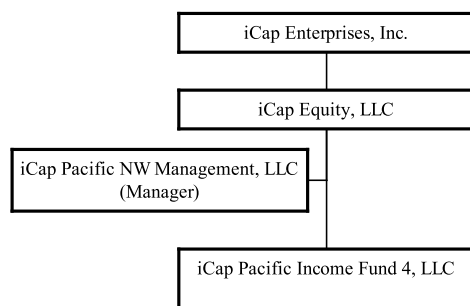 iCap Enterprises, Inc.
iCap Equity, LLC
iCap Pacific NW Management, LLC
(Manager)
iCap Pacific Income Fund 4, LLC